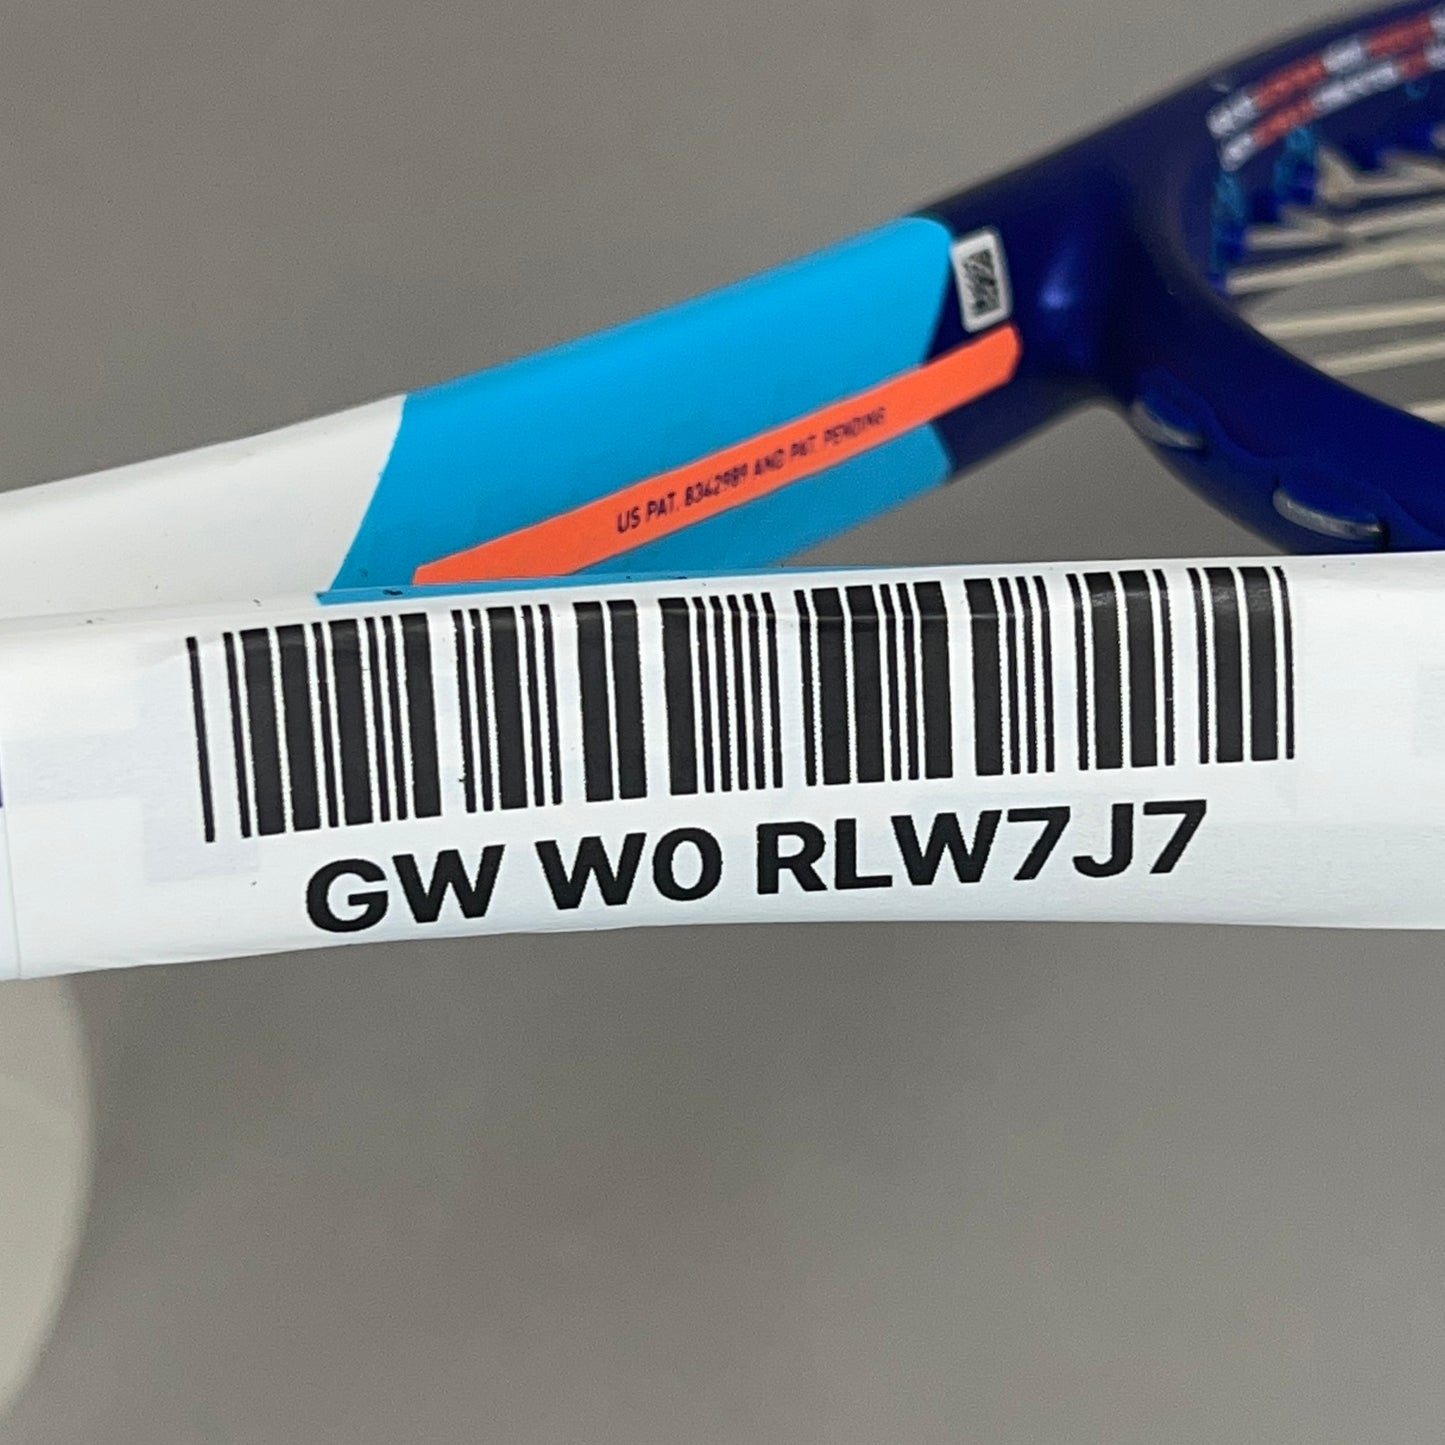 US PAT. 8342989 AND PAT. PENDING
GW W0 RLW7J7